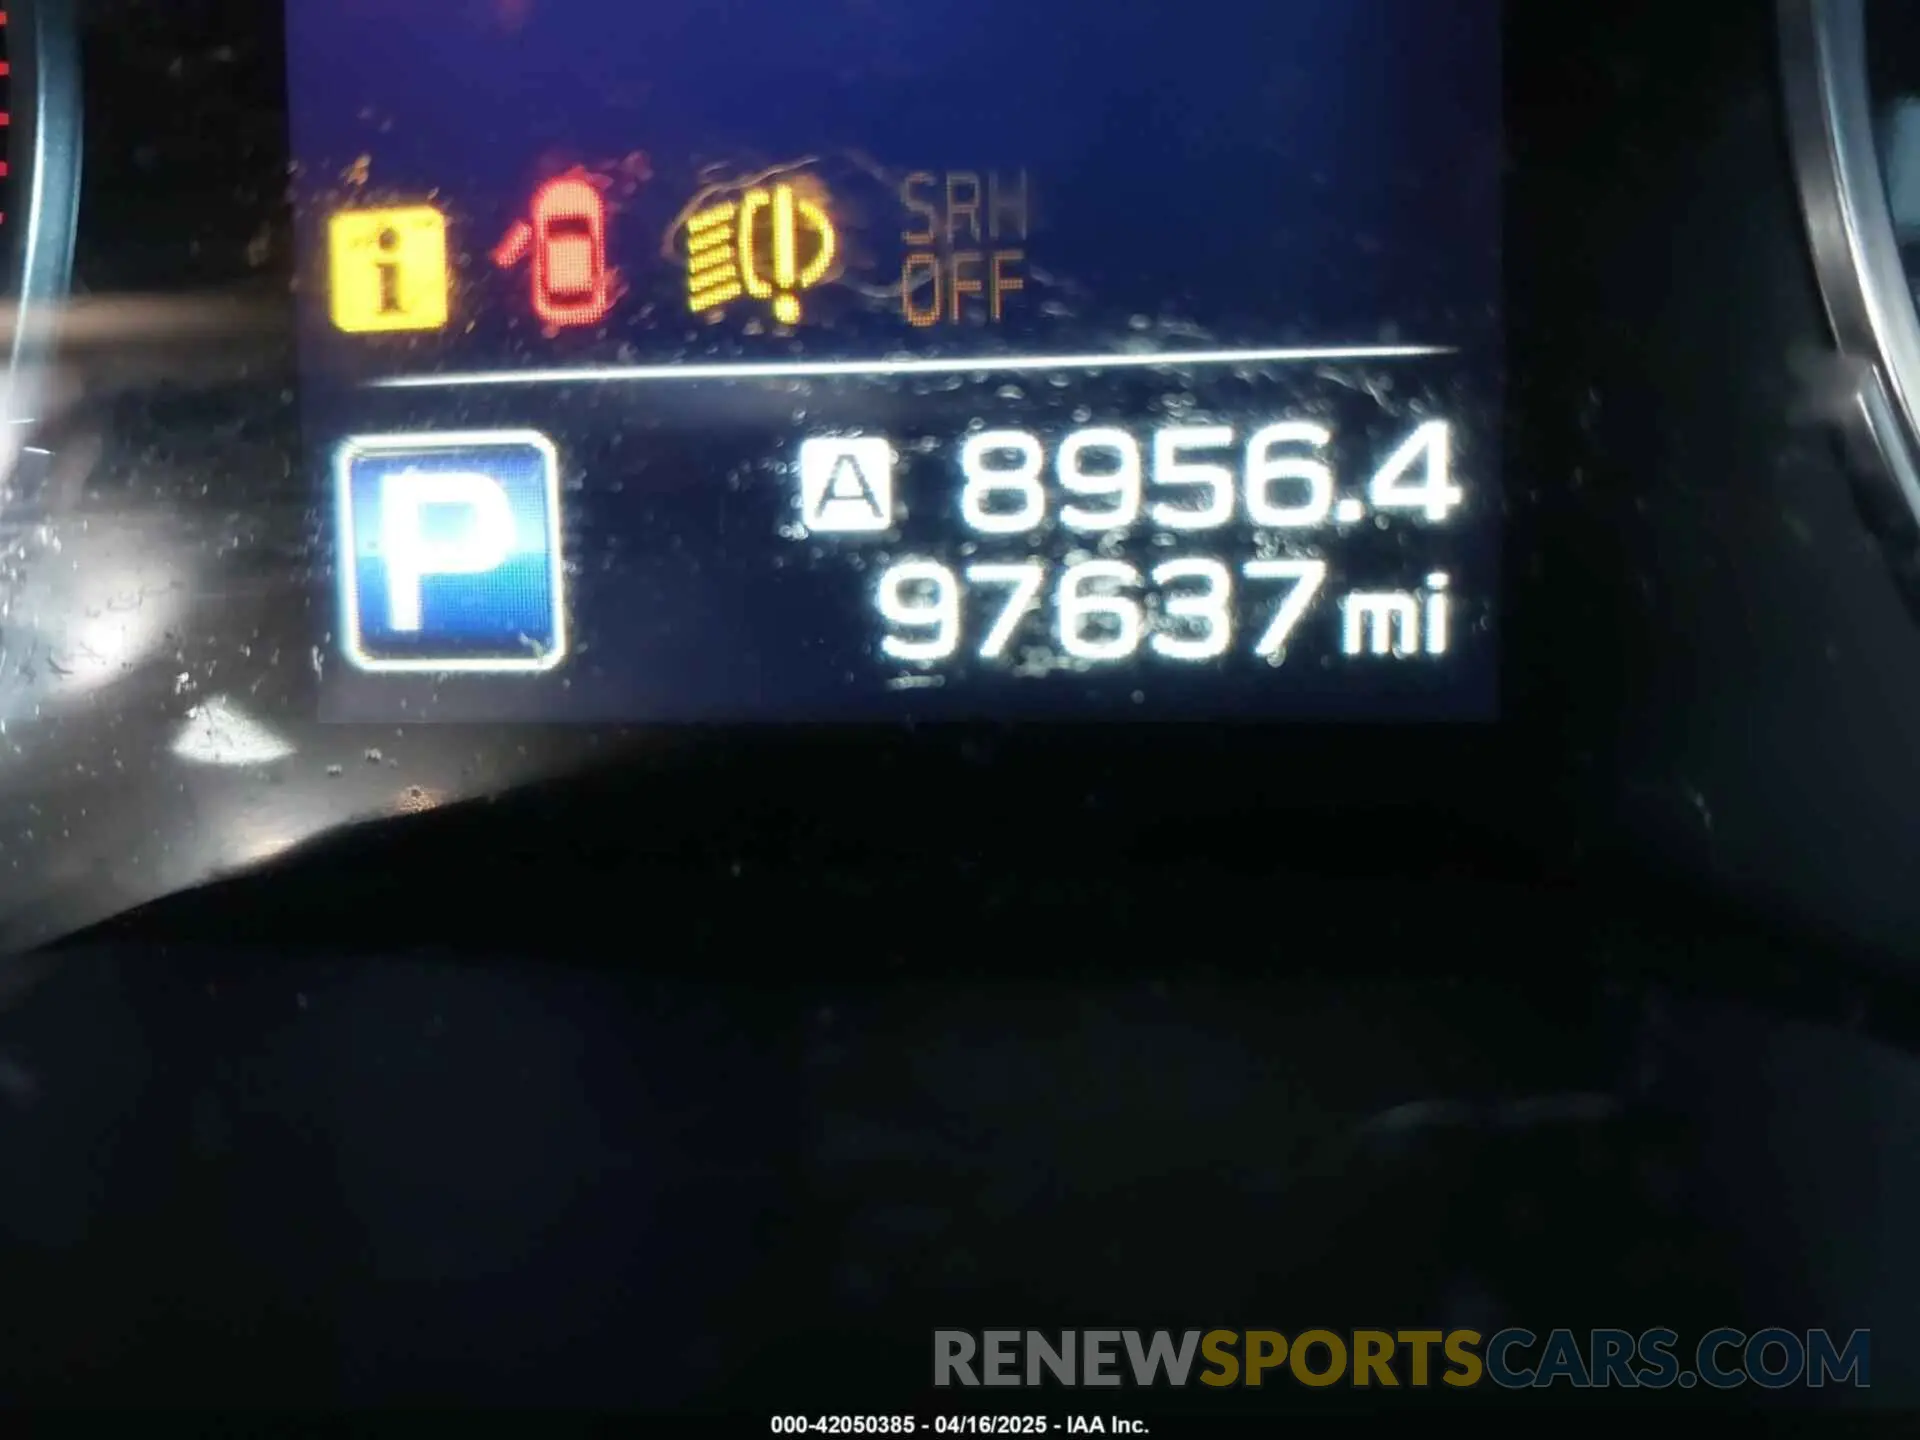 i
SRH
OFF
P
A 8956.4
97637 mi
RENEWSPORTSCARS.COM
000-42050385 - 04/16/2025 - IAA Inc.